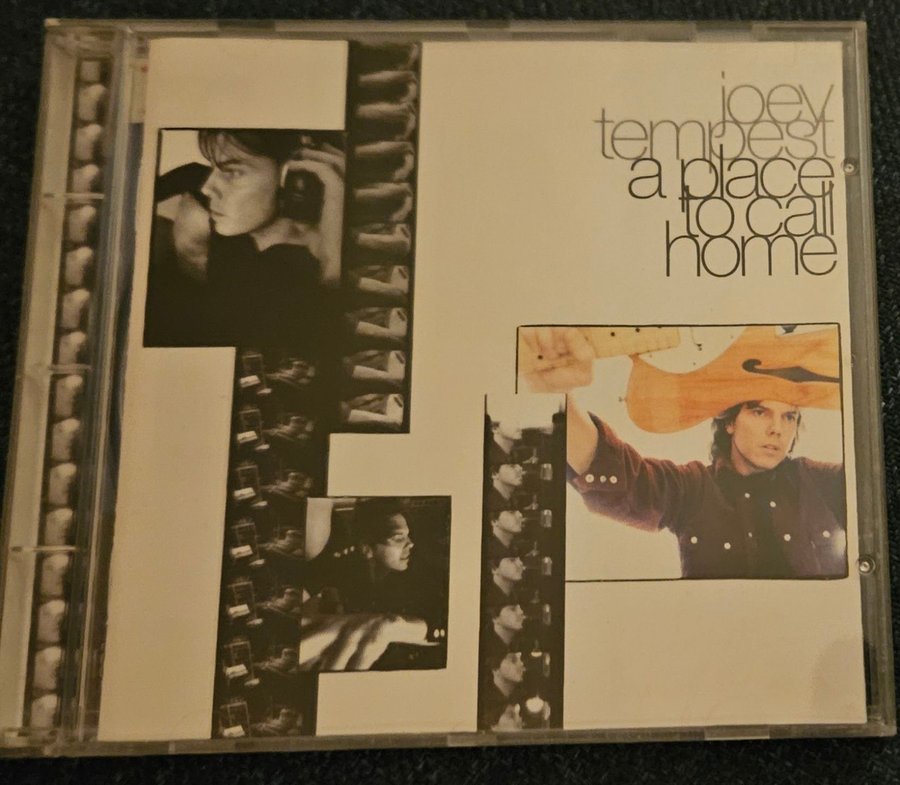 joey
tempest
a place
to call
home